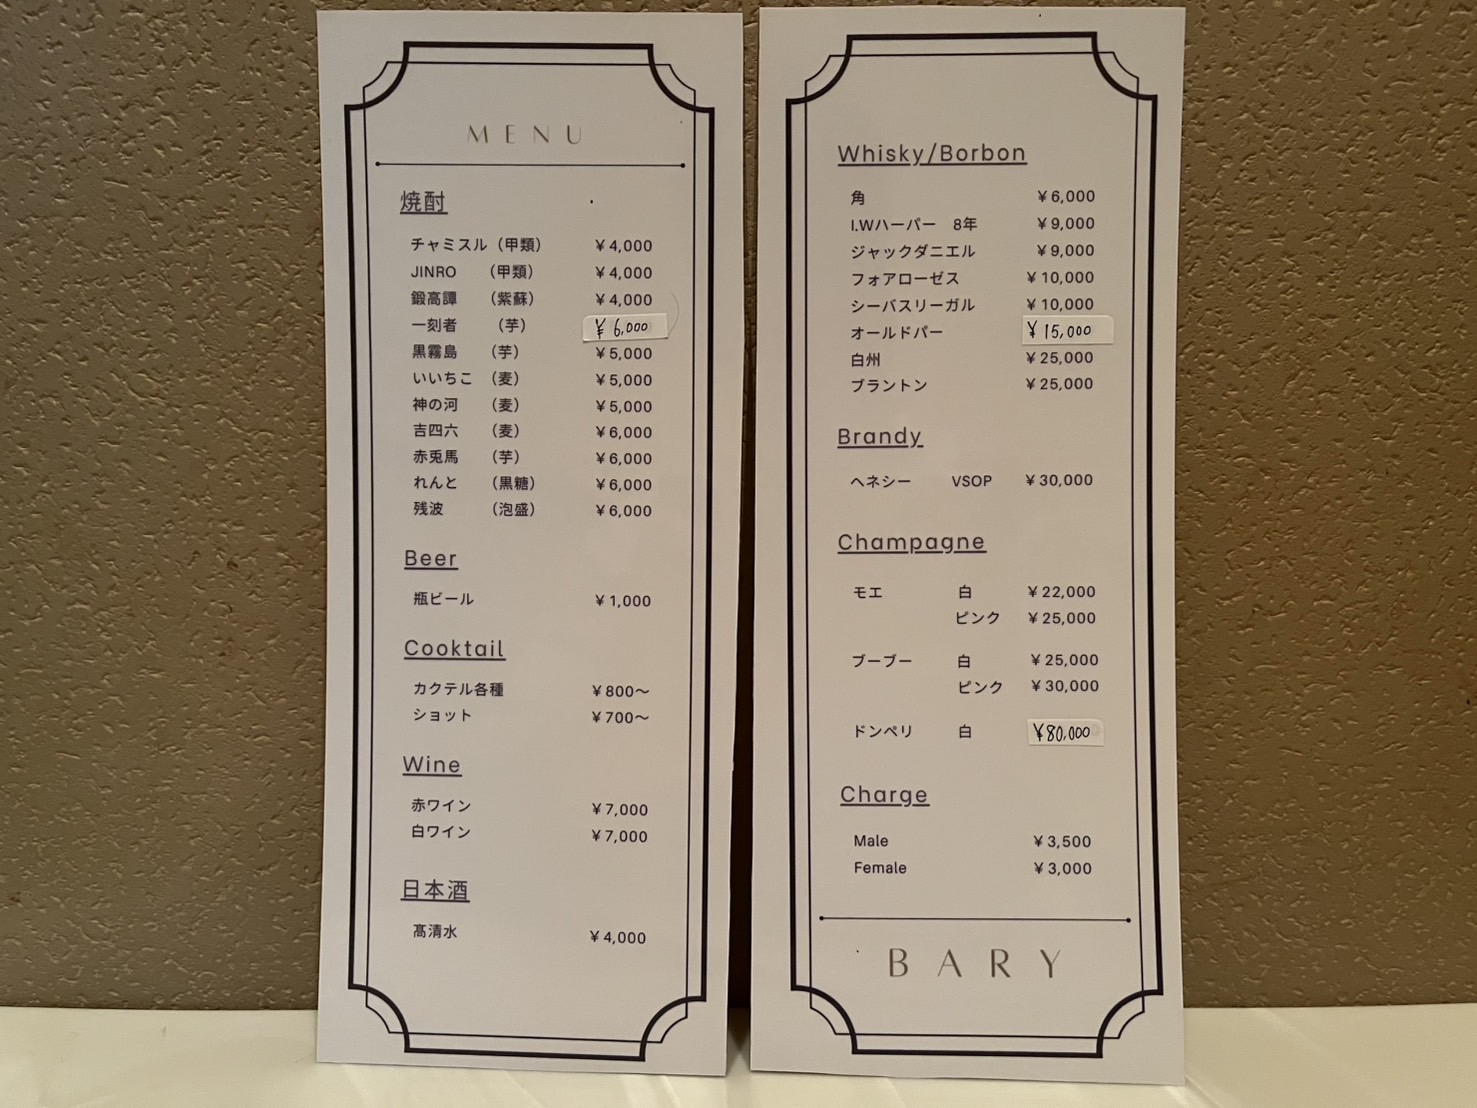 MENU
焼酎
チャミスル（甲類） ¥4,000
JINRO （甲類） ¥4,000
鍛高譚 （紫蘇） ¥4,000
一刻者 （芋） ¥6,000
黒霧島 （芋） ¥5,000
いいちこ （麦） ¥5,000
神の河 （麦） ¥5,000
吉四六 （麦） ¥6,000
赤兎馬 （芋） ¥6,000
れんと （黒糖） ¥6,000
残波 （泡盛） ¥6,000
Beer
瓶ビール ¥1,000
Cooktail
カクテル各種 ¥800〜
ショット ¥700〜
Wine
赤ワイン ¥7,000
白ワイン ¥7,000
日本酒
髙清水 ¥4,000
Whisky/Borbon
角 ¥6,000
I.Wハーパー 8年 ¥9,000
ジャックダニエル ¥9,000
フォアローゼス ¥10,000
シーバスリーガル ¥10,000
オールドパー ¥15,000
白州 ¥25,000
ブラントン ¥25,000
Brandy
ヘネシー VSOP ¥30,000
Champagne
モエ 白 ¥22,000
ピンク ¥25,000
ブーブー 白 ¥25,000
ピンク ¥30,000
ドンペリ 白 ¥80,000
Charge
Male ¥3,500
Female ¥3,000
BARY